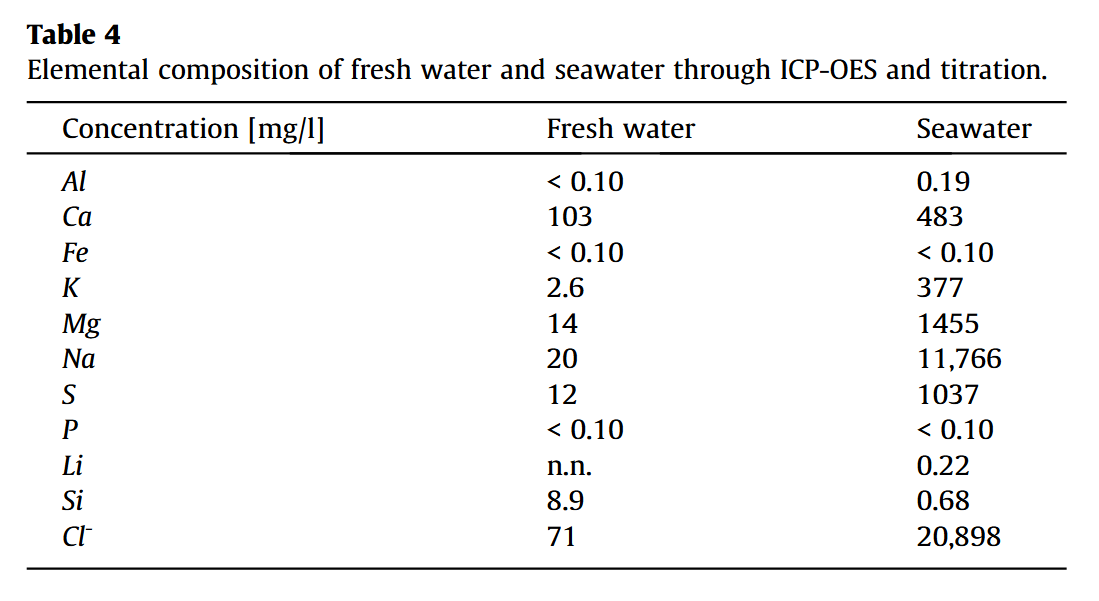 Table 4
Elemental composition of fresh water and seawater through ICP-OES and titration.
Concentration [mg/l] Fresh water Seawater
Al < 0.10 0.19
Ca 103 483
Fe < 0.10 < 0.10
K 2.6 377
Mg 14 1455
Na 20 11,766
S 12 1037
P < 0.10 < 0.10
Li n.n. 0.22
Si 8.9 0.68
Cl⁻ 71 20,898